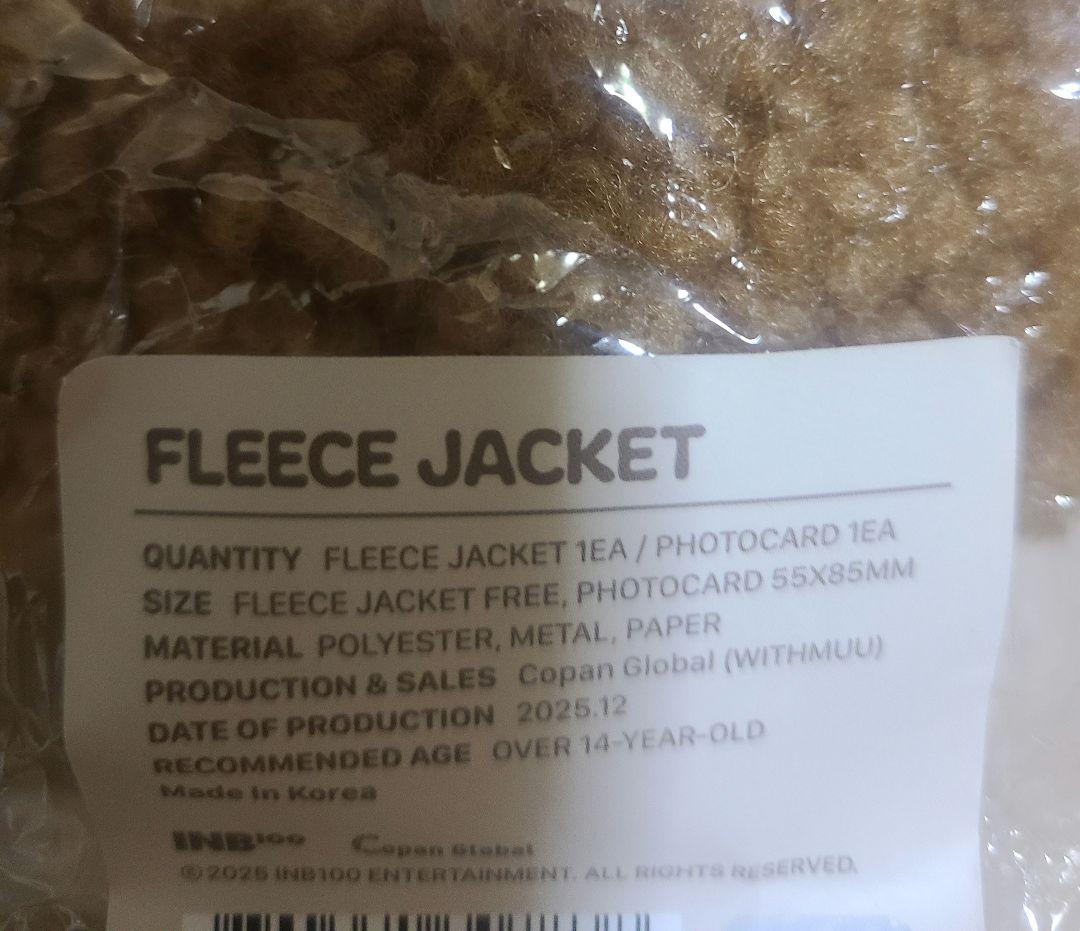 FLEECE JACKET
QUANTITY FLEECE JACKET 1EA / PHOTOCARD 1EA
SIZE FLEECE JACKET FREE, PHOTOCARD 55X85MM
MATERIAL POLYESTER, METAL, PAPER
PRODUCTION & SALES Copan Global (WITHMUU)
DATE OF PRODUCTION 2025.12
RECOMMENDED AGE OVER 14-YEAR-OLD
Made In Korea
INB100 Copan Global
©2025 INB100 ENTERTAINMENT. ALL RIGHTS RESERVED.